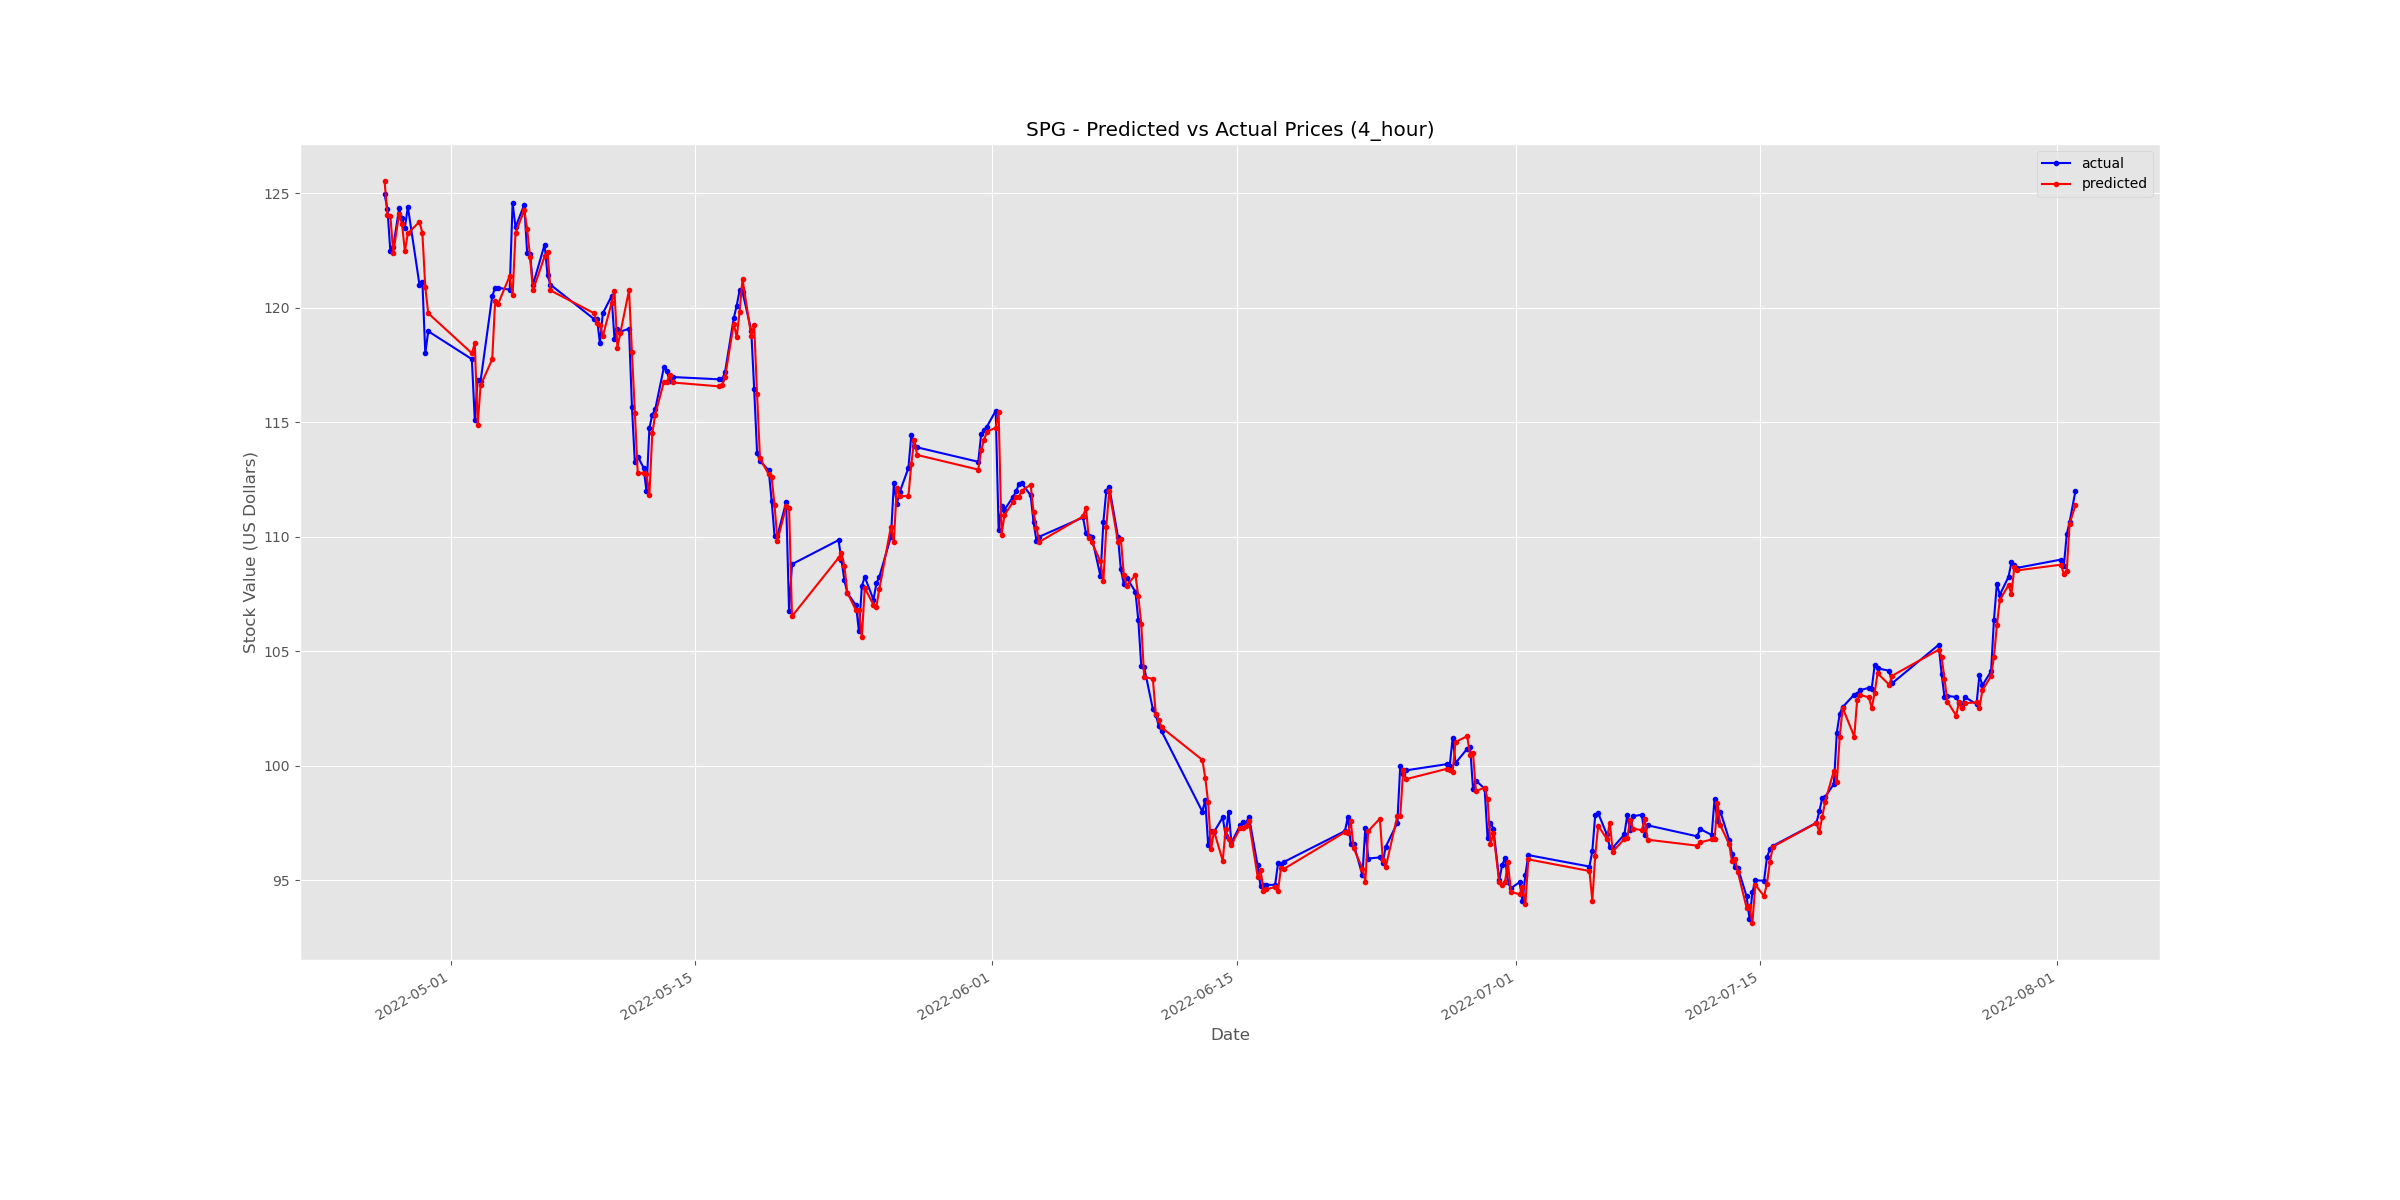 SPG - Predicted vs Actual Prices (4_hour)
actual
predicted
125
120
115
110
105
100
95
Stock Value (US Dollars)
2022-05-01
2022-05-15
2022-06-01
2022-06-15
2022-07-01
2022-07-15
2022-08-01
Date